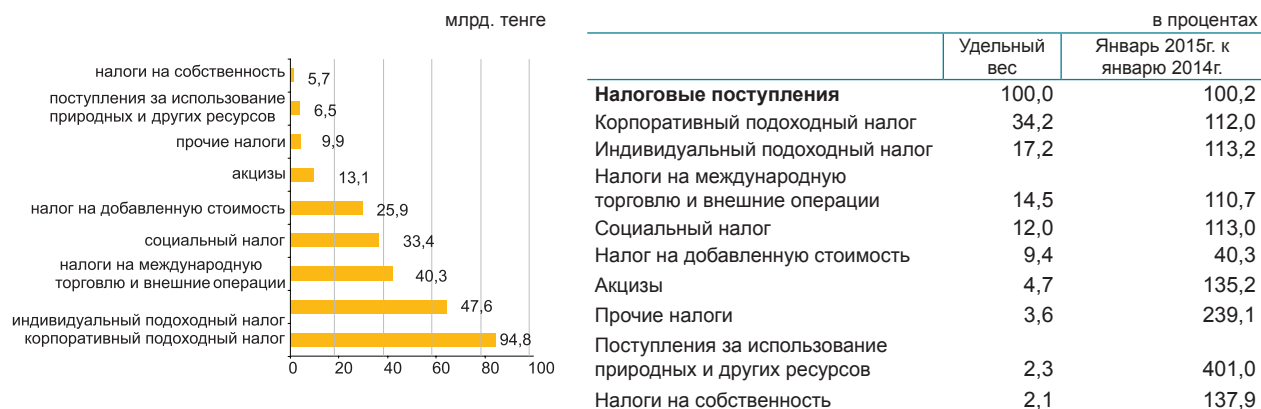 млрд. тенге
налоги на собственность 5,7
поступления за использование
природных и других ресурсов 6,5
прочие налоги 9,9
акцизы 13,1
налог на добавленную стоимость 25,9
социальный налог 33,4
налоги на международную
торговлю и внешние операции 40,3
47,6
индивидуальный подоходный налог
корпоративный подоходный налог 94,8
0 20 40 60 80 100
в процентах
Удельный
вес
Январь 2015г. к
январю 2014г.
Налоговые поступления 100,0 100,2
Корпоративный подоходный налог 34,2 112,0
Индивидуальный подоходный налог 17,2 113,2
Налоги на международную
торговлю и внешние операции 14,5 110,7
Социальный налог 12,0 113,0
Налог на добавленную стоимость 9,4 40,3
Акцизы 4,7 135,2
Прочие налоги 3,6 239,1
Поступления за использование
природных и других ресурсов 2,3 401,0
Налоги на собственность 2,1 137,9